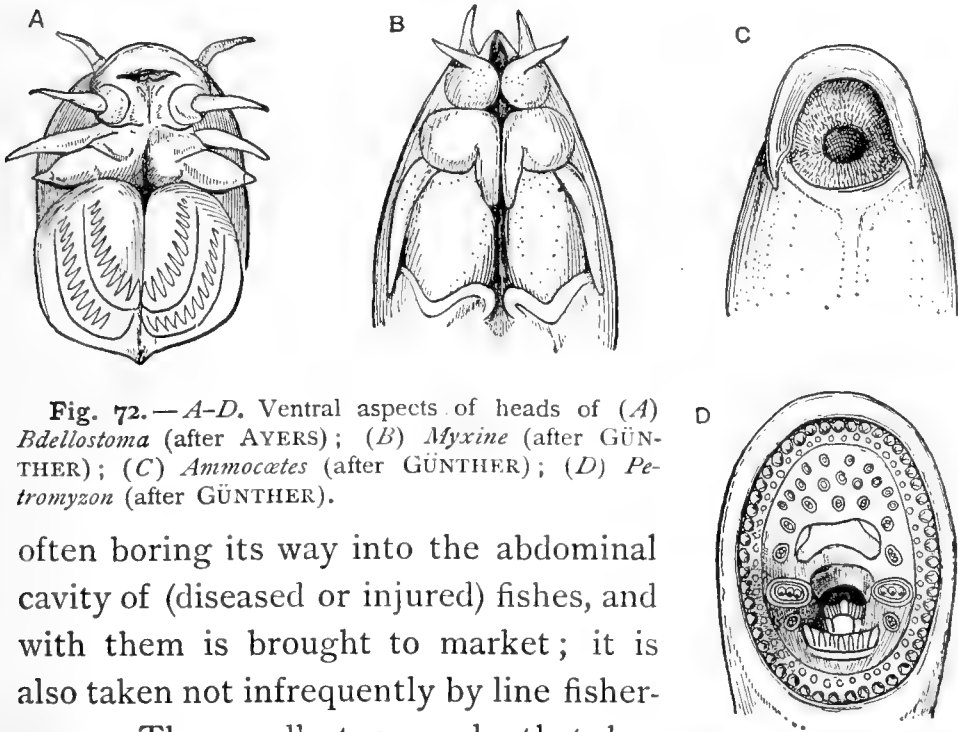 A
B
C
Fig. 72.—A-D. Ventral aspects of heads of (A)
Bdellostoma (after AYERS); (B) Myxine (after GÜN-
THER); (C) Ammocœtes (after GÜNTHER); (D) Pe-
tromyzon (after GÜNTHER).
D
often boring its way into the abdominal
cavity of (diseased or injured) fishes, and
with them is brought to market; it is
also taken not infrequently by line fisher-